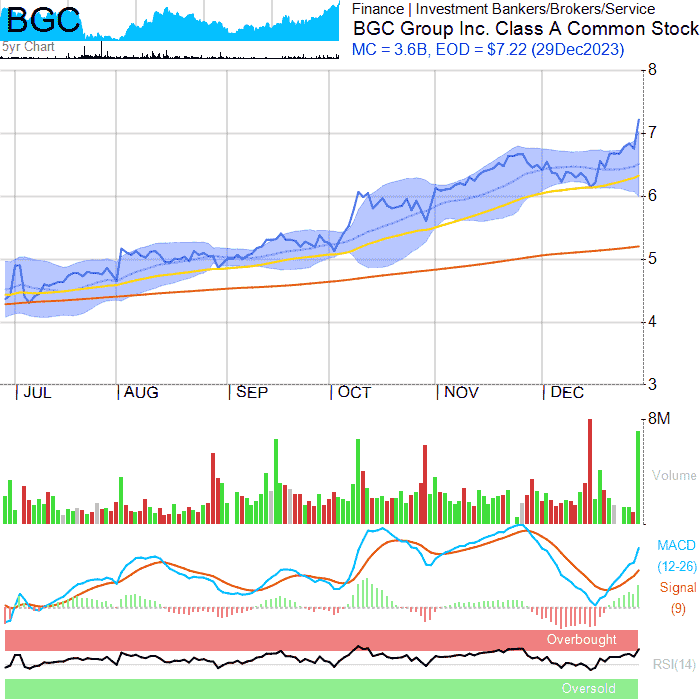 BGC
5yr Chart
Finance | Investment Bankers/Brokers/Service
BGC Group Inc. Class A Common Stock
MC = 3.6B, EOD = $7.22 (29Dec2023)
8
7
6
5
4
3
JUL AUG SEP OCT NOV DEC
8M
Volume
MACD
(12-26)
Signal
(9)
Overbought
RSI(14)
Oversold